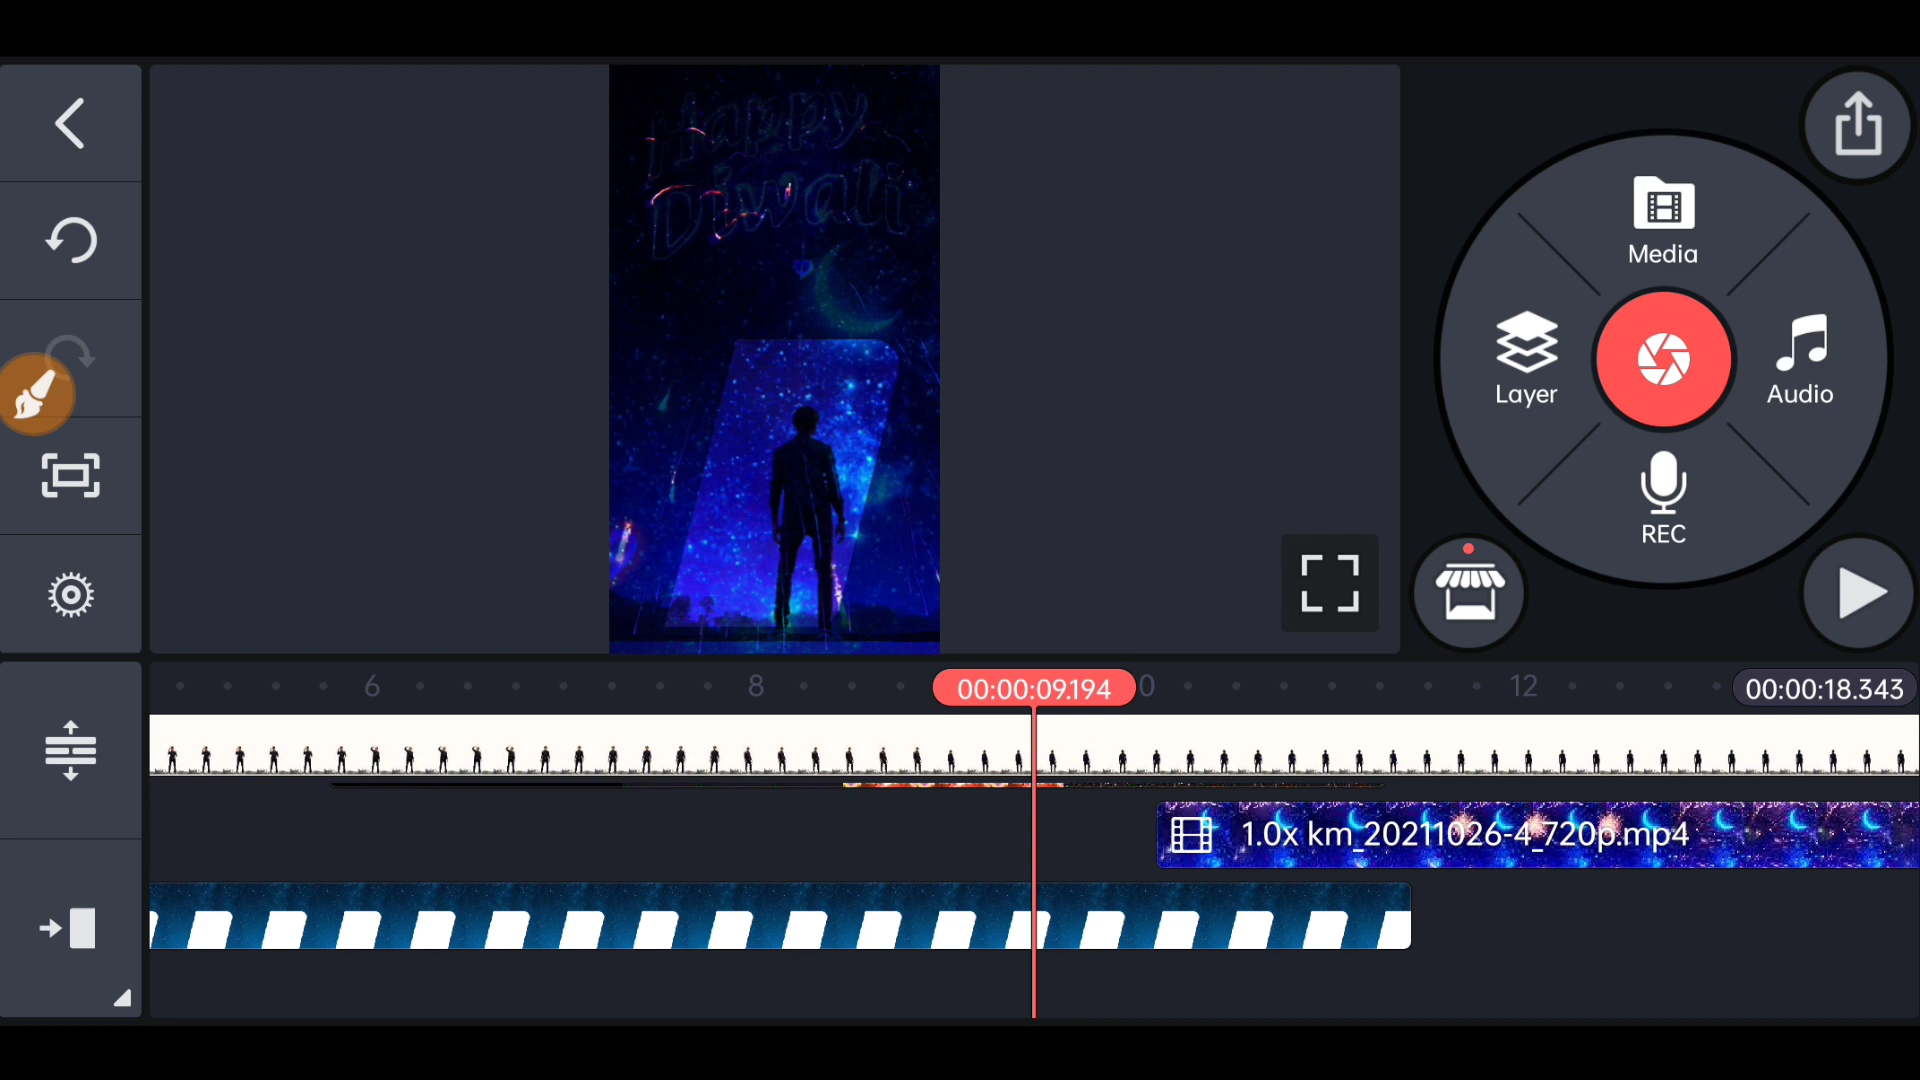 Happy
Diwali
Media
Layer
Audio
REC
6
8
00:00:09.194
0
12
00:00:18.343
1.0x km_20211026-4_720p.mp4